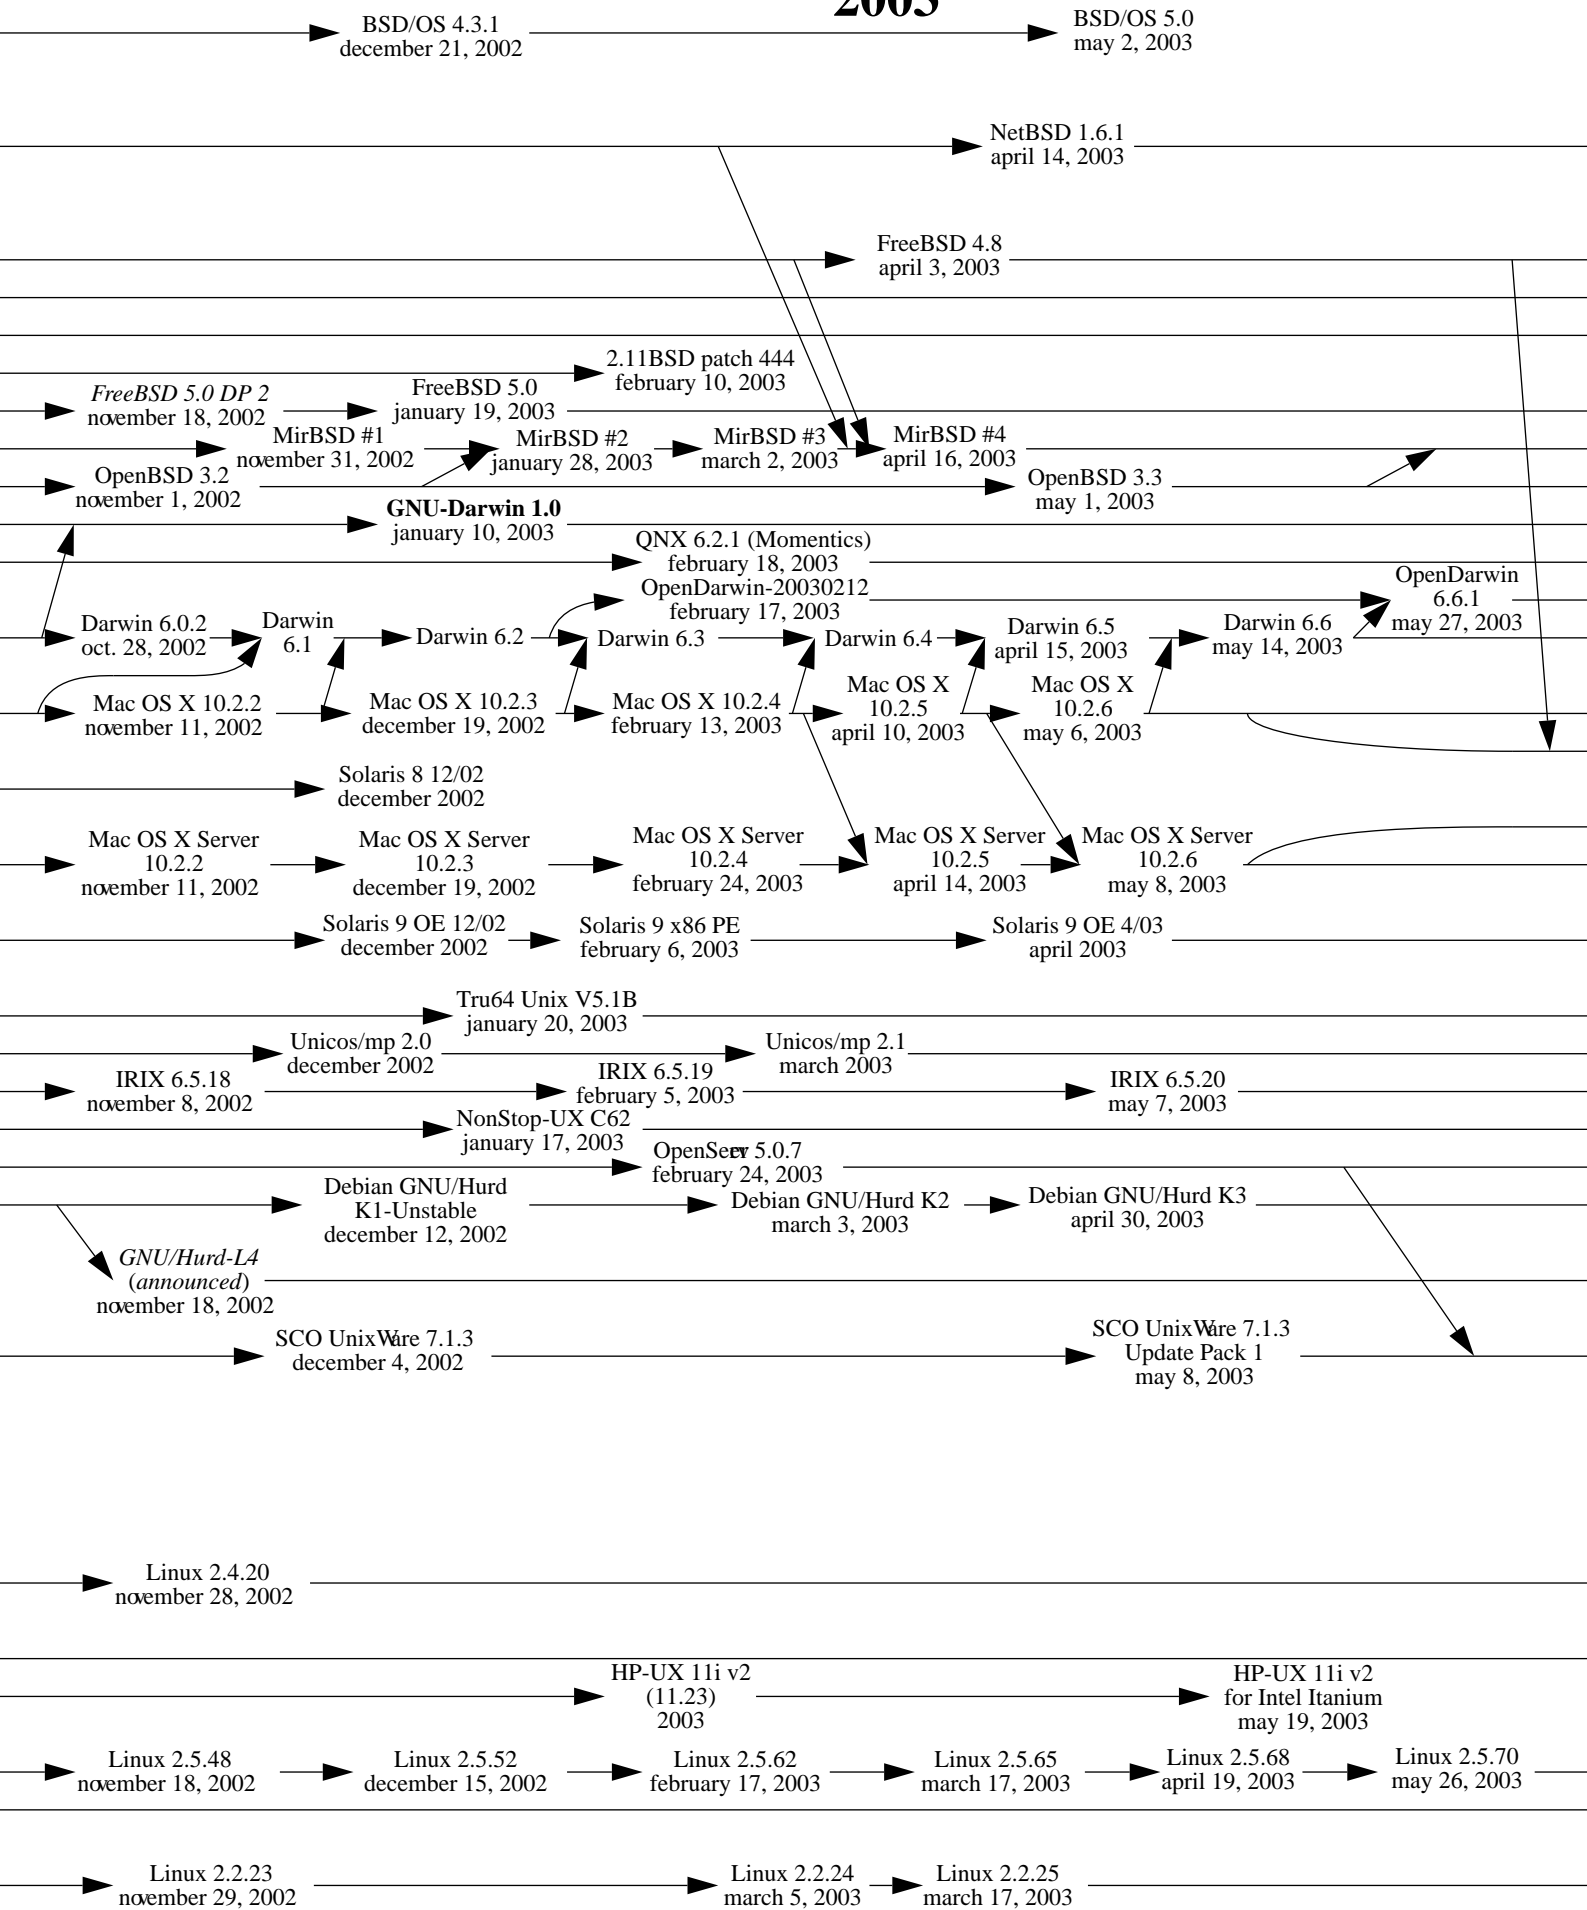 2003
BSD/OS 4.3.1
december 21, 2002
BSD/OS 5.0
may 2, 2003
NetBSD 1.6.1
april 14, 2003
FreeBSD 4.8
april 3, 2003
2.11BSD patch 444
february 10, 2003
FreeBSD 5.0 DP 2
november 18, 2002
FreeBSD 5.0
january 19, 2003
MirBSD #1
november 31, 2002
MirBSD #2
january 28, 2003
MirBSD #3
march 2, 2003
MirBSD #4
april 16, 2003
OpenBSD 3.2
november 1, 2002
OpenBSD 3.3
may 1, 2003
GNU-Darwin 1.0
january 10, 2003
QNX 6.2.1 (Momentics)
february 18, 2003
OpenDarwin-20030212
february 17, 2003
OpenDarwin
6.6.1
may 27, 2003
Darwin 6.0.2
oct. 28, 2002
Darwin
6.1
Darwin 6.2
Darwin 6.3
Darwin 6.4
Darwin 6.5
april 15, 2003
Darwin 6.6
may 14, 2003
Mac OS X 10.2.2
november 11, 2002
Mac OS X 10.2.3
december 19, 2002
Mac OS X 10.2.4
february 13, 2003
Mac OS X
10.2.5
april 10, 2003
Mac OS X
10.2.6
may 6, 2003
Solaris 8 12/02
december 2002
Mac OS X Server
10.2.2
november 11, 2002
Mac OS X Server
10.2.3
december 19, 2002
Mac OS X Server
10.2.4
february 24, 2003
Mac OS X Server
10.2.5
april 14, 2003
Mac OS X Server
10.2.6
may 8, 2003
Solaris 9 OE 12/02
december 2002
Solaris 9 x86 PE
february 6, 2003
Solaris 9 OE 4/03
april 2003
Tru64 Unix V5.1B
january 20, 2003
Unicos/mp 2.0
december 2002
Unicos/mp 2.1
march 2003
IRIX 6.5.18
november 8, 2002
IRIX 6.5.19
february 5, 2003
IRIX 6.5.20
may 7, 2003
NonStop-UX C62
january 17, 2003
OpenServer 5.0.7
february 24, 2003
Debian GNU/Hurd
K1-Unstable
december 12, 2002
Debian GNU/Hurd K2
march 3, 2003
Debian GNU/Hurd K3
april 30, 2003
GNU/Hurd-L4
(announced)
november 18, 2002
SCO UnixWare 7.1.3
december 4, 2002
SCO UnixWare 7.1.3
Update Pack 1
may 8, 2003
Linux 2.4.20
november 28, 2002
HP-UX 11i v2
(11.23)
2003
HP-UX 11i v2
for Intel Itanium
may 19, 2003
Linux 2.5.48
november 18, 2002
Linux 2.5.52
december 15, 2002
Linux 2.5.62
february 17, 2003
Linux 2.5.65
march 17, 2003
Linux 2.5.68
april 19, 2003
Linux 2.5.70
may 26, 2003
Linux 2.2.23
november 29, 2002
Linux 2.2.24
march 5, 2003
Linux 2.2.25
march 17, 2003